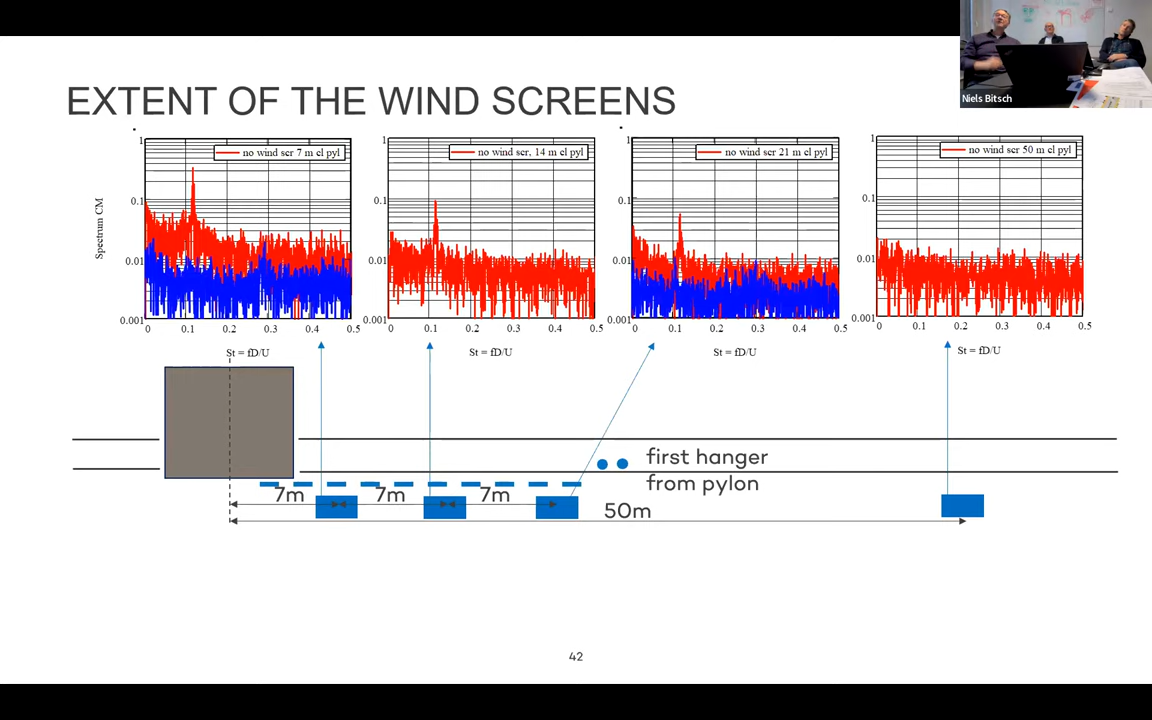 Niels Bitsch
EXTENT OF THE WIND SCREENS
no wind scr 7 m cl pyl
no wind scr, 14 m cl pyl
no wind scr 21 m cl pyl
no wind scr 50 m cl pyl
Spectrum CM
1
0.1
0.01
0.001
0 0.1 0.2 0.3 0.4 0.5
St = fD/U
1
0.1
0.01
0.001
0 0.1 0.2 0.3 0.4 0.5
St = fD/U
1
0.1
0.01
0.001
0 0.1 0.2 0.3 0.4 0.5
St = fD/U
1
0.1
0.01
0.001
0 0.1 0.2 0.3 0.4 0.5
St = fD/U
first hanger
from pylon
7m 7m 7m
50m
42